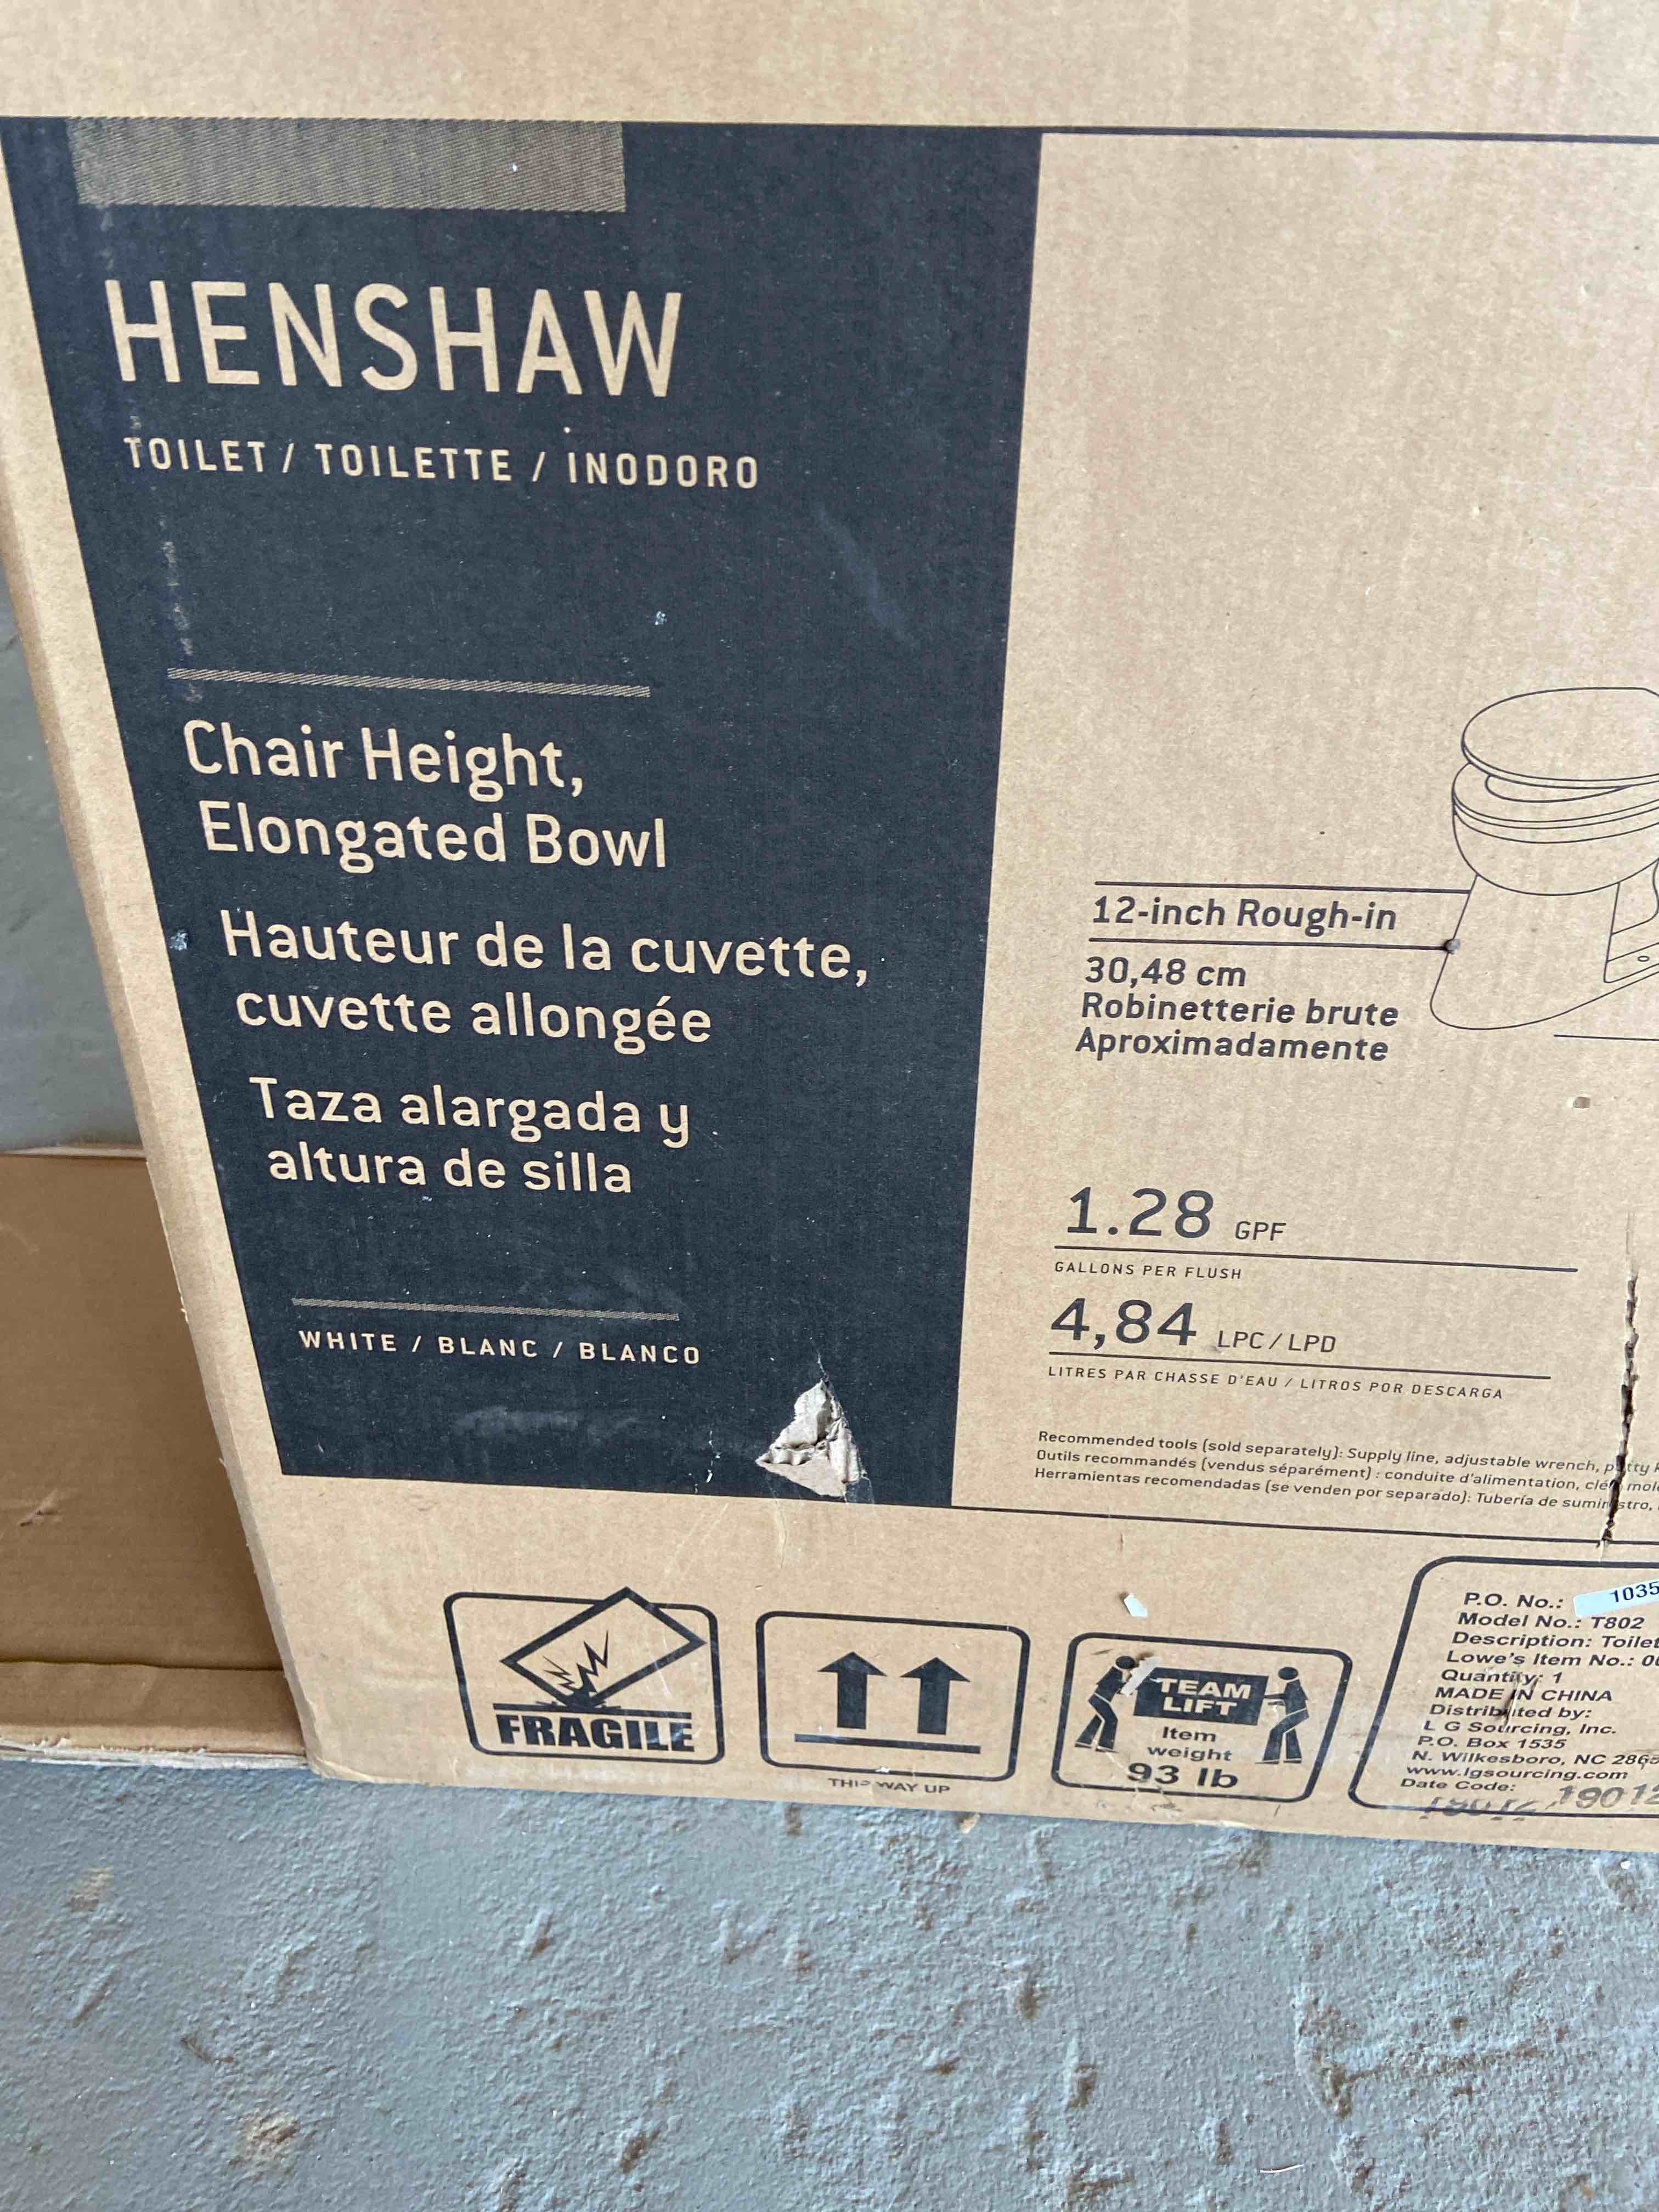 HENSHAW
TOILET / TOILETTE / INODORO
Chair Height,
Elongated Bowl
Hauteur de la cuvette,
cuvette allongée
Taza alargada y
altura de silla
WHITE / BLANC / BLANCO
12-inch Rough-in
30,48 cm
Robinetterie brute
Aproximadamente
1.28 GPF
GALLONS PER FLUSH
4,84 LPC / LPD
LITRES PAR CHASSE D'EAU / LITROS POR DESCARGA
Recommended tools (sold separately): Supply line, adjustable wrench, putty
Outils recommandés (vendus séparément) : conduite d'alimentation, clé
Herramientas recomendadas (se venden por separado): Tubería de suministro,
FRAGILE
THIS WAY UP
TEAM
LIFT
Item
weight
93 lb
P.O. No.: 1035
Model No.: T802
Description: Toilet
Lowe's Item No.:
Quantity: 1
MADE IN CHINA
Distributed by:
L G Sourcing, Inc.
P.O. Box 1535
N. Wilkesboro, NC
www.lgsourcing.com
Date Code: 19012